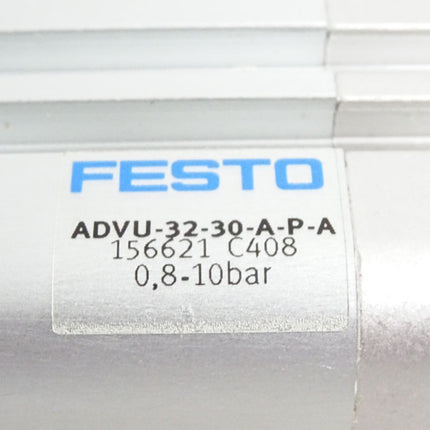 FESTO
ADVU-32-30-A-P-A
156621 C408
0,8-10bar